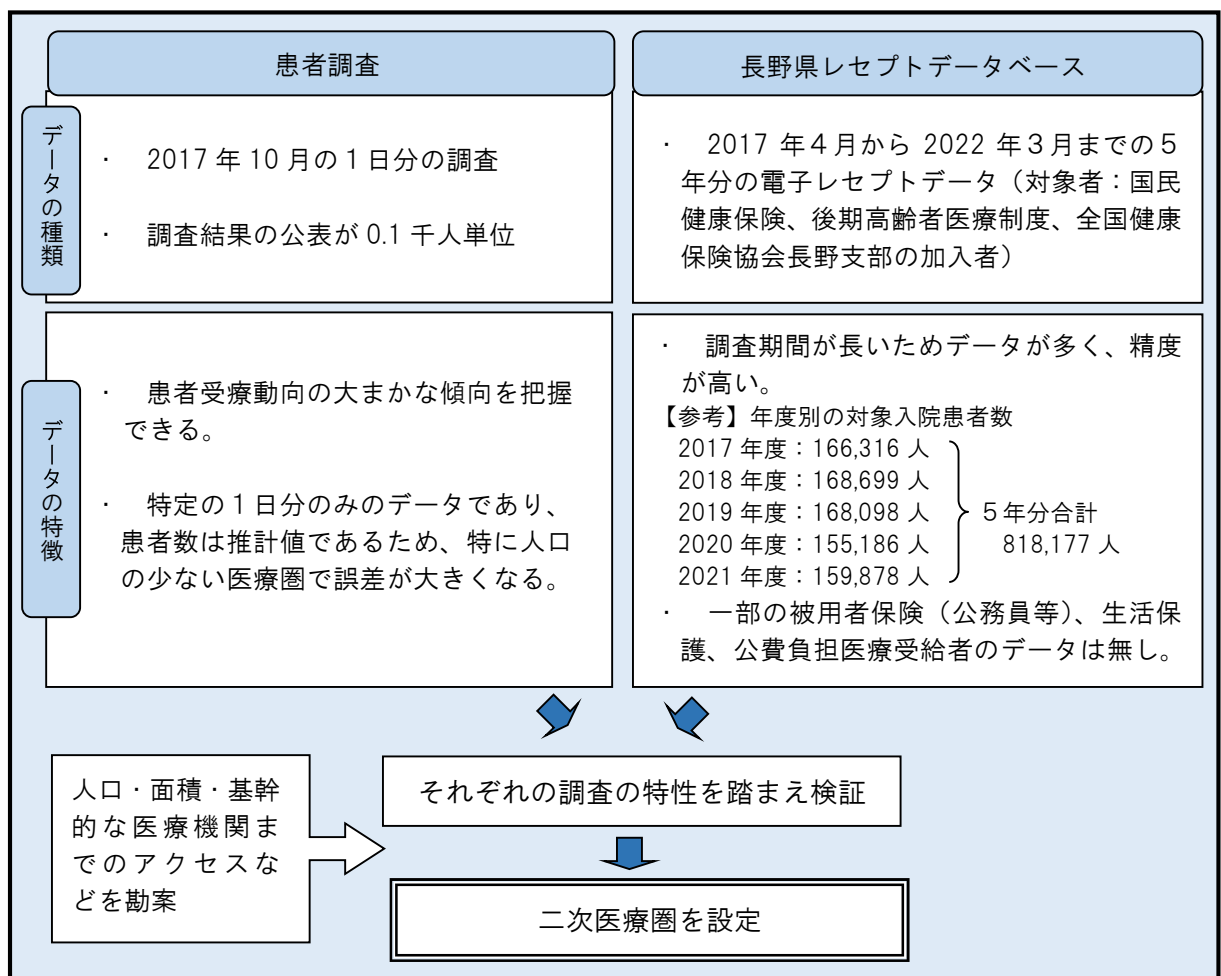 患者調査
長野県レセプトデータベース
データの種類
・ 2017 年 10 月の１日分の調査
・ 調査結果の公表が 0.1 千人単位
・ 2017 年４月から 2022 年３月までの５
年分の電子レセプトデータ（対象者：国民
健康保険、後期高齢者医療制度、全国健康
保険協会長野支部の加入者）
データの特徴
・ 患者受療動向の大まかな傾向を把握
できる。
・ 特定の１日分のみのデータであり、
患者数は推計値であるため、特に人口
の少ない医療圏で誤差が大きくなる。
・ 調査期間が長いためデータが多く、精度
が高い。
【参考】年度別の対象入院患者数
2017 年度：166,316 人
2018 年度：168,699 人
2019 年度：168,098 人
2020 年度：155,186 人
2021 年度：159,878 人
５年分合計
818,177 人
・ 一部の被用者保険（公務員等）、生活保
護、公費負担医療受給者のデータは無し。
人口・面積・基幹
的な医療機関ま
でのアクセスな
どを勘案
それぞれの調査の特性を踏まえ検証
二次医療圏を設定